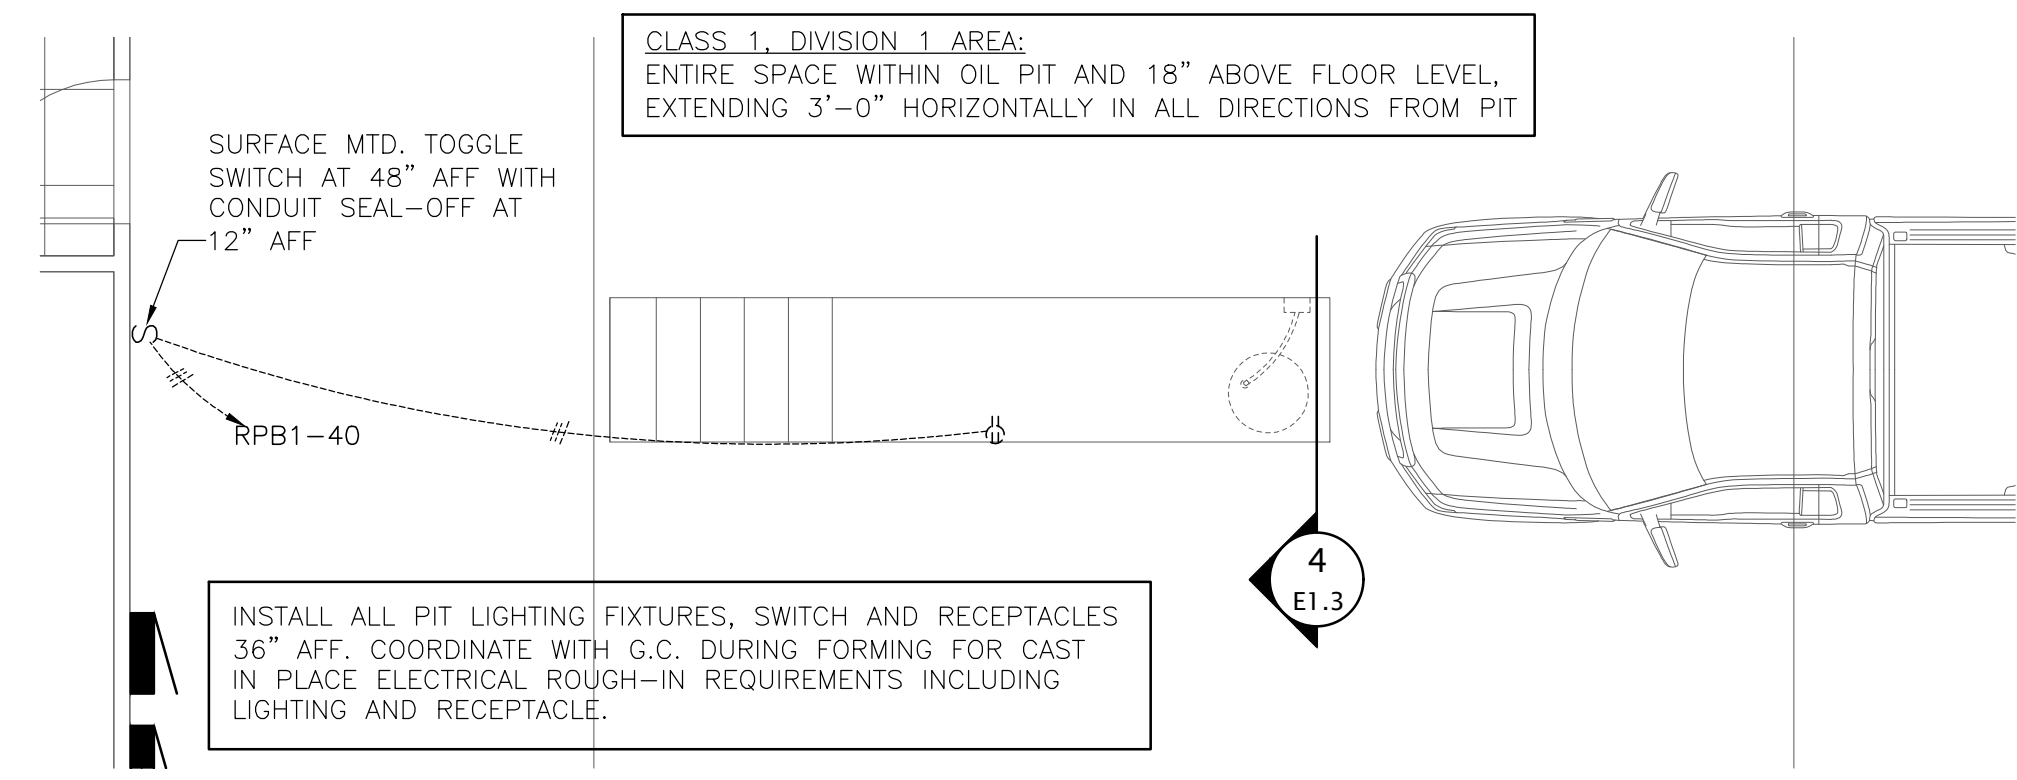 CLASS 1, DIVISION 1 AREA:
ENTIRE SPACE WITHIN OIL PIT AND 18” ABOVE FLOOR LEVEL,
EXTENDING 3’–0” HORIZONTALLY IN ALL DIRECTIONS FROM PIT
SURFACE MTD. TOGGLE
SWITCH AT 48” AFF WITH
CONDUIT SEAL–OFF AT
12” AFF
S
RPB1–40
4
E1.3
INSTALL ALL PIT LIGHTING FIXTURES, SWITCH AND RECEPTACLES
36” AFF. COORDINATE WITH G.C. DURING FORMING FOR CAST
IN PLACE ELECTRICAL ROUGH–IN REQUIREMENTS INCLUDING
LIGHTING AND RECEPTACLE.